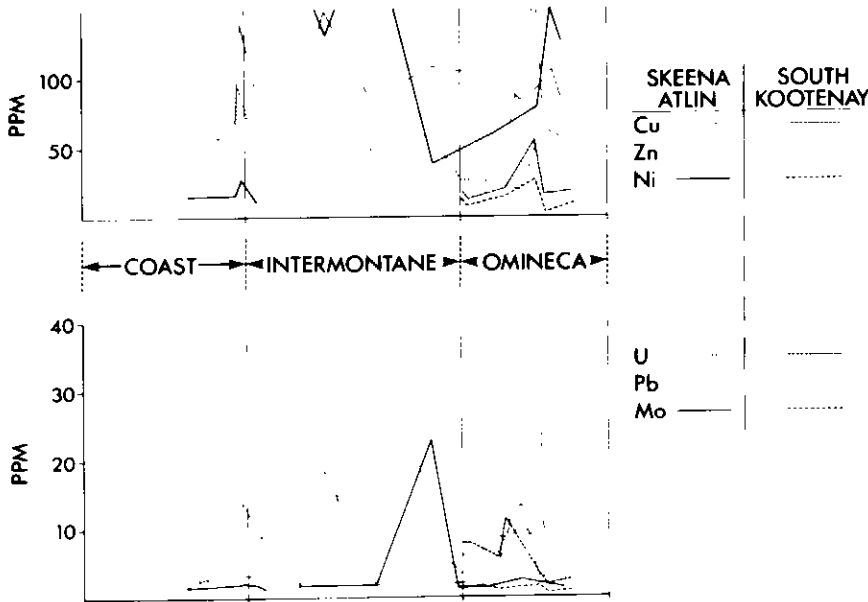 PPM
100
50
SKEENA
ATLIN
SOUTH
KOOTENAY
Cu
Zn
Ni
COAST
INTERMONTANE
OMINECA
PPM
40
30
20
10
U
Pb
Mo